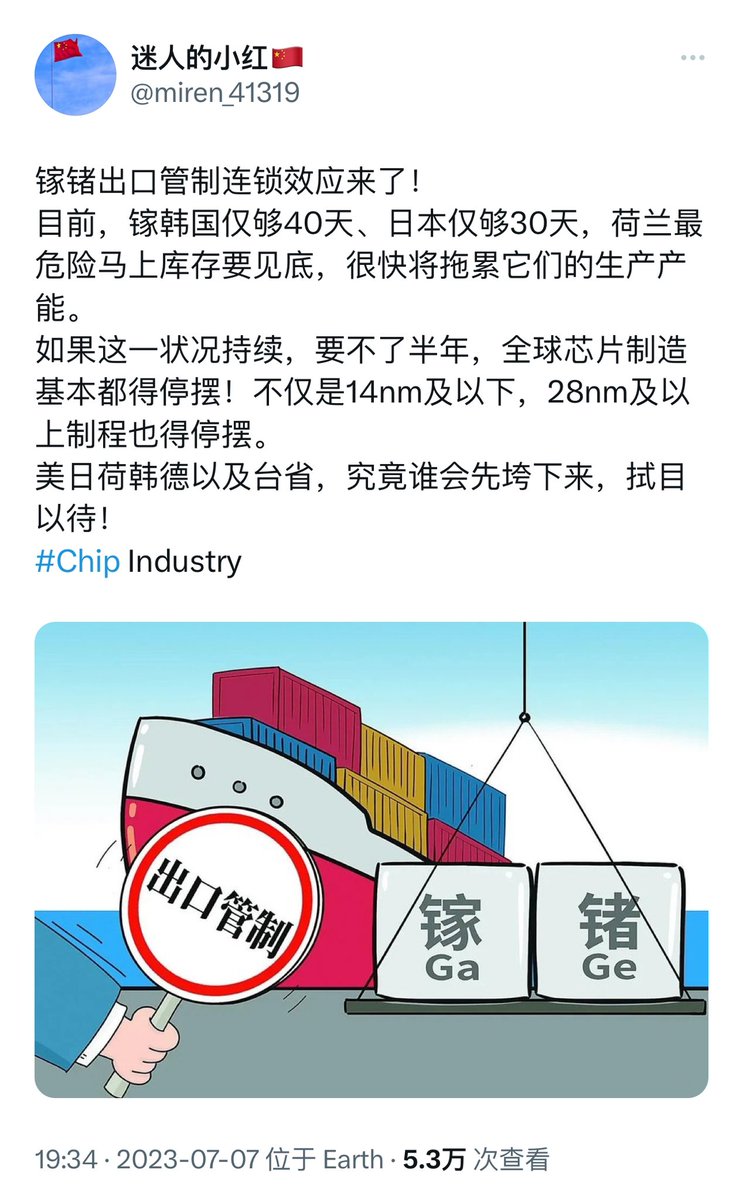 迷人的小红🇨🇳
@miren_41319
镓锗出口管制连锁效应来了!
目前，镓韩国仅够40天、日本仅够30天，荷兰最
危险马上库存要见底，很快将拖累它们的生产产
能。
如果这一状况持续，要不了半年，全球芯片制造
基本都得停摆！不仅是14nm及以下，28nm及以
上制程也得停摆。
美日荷韩德以及台省，究竟谁会先垮下来，拭目
以待！
#Chip Industry
出口管制
镓
Ga
锗
Ge
19:34 · 2023-07-07 位于 Earth · 5.3万 次查看